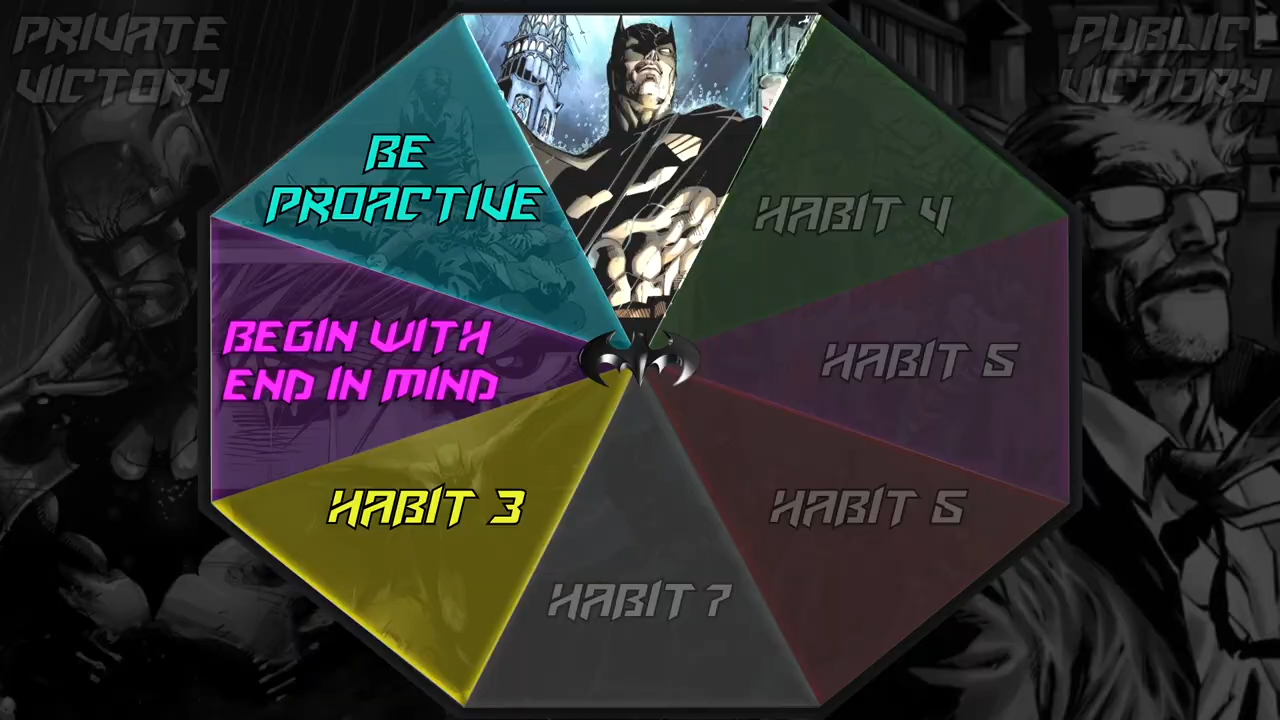 PRIVATE
VICTORY
PUBLIC
VICTORY
BE
PROACTIVE
HABIT 4
BEGIN WITH
END IN MIND
HABIT 5
HABIT 3
HABIT 6
HABIT 7